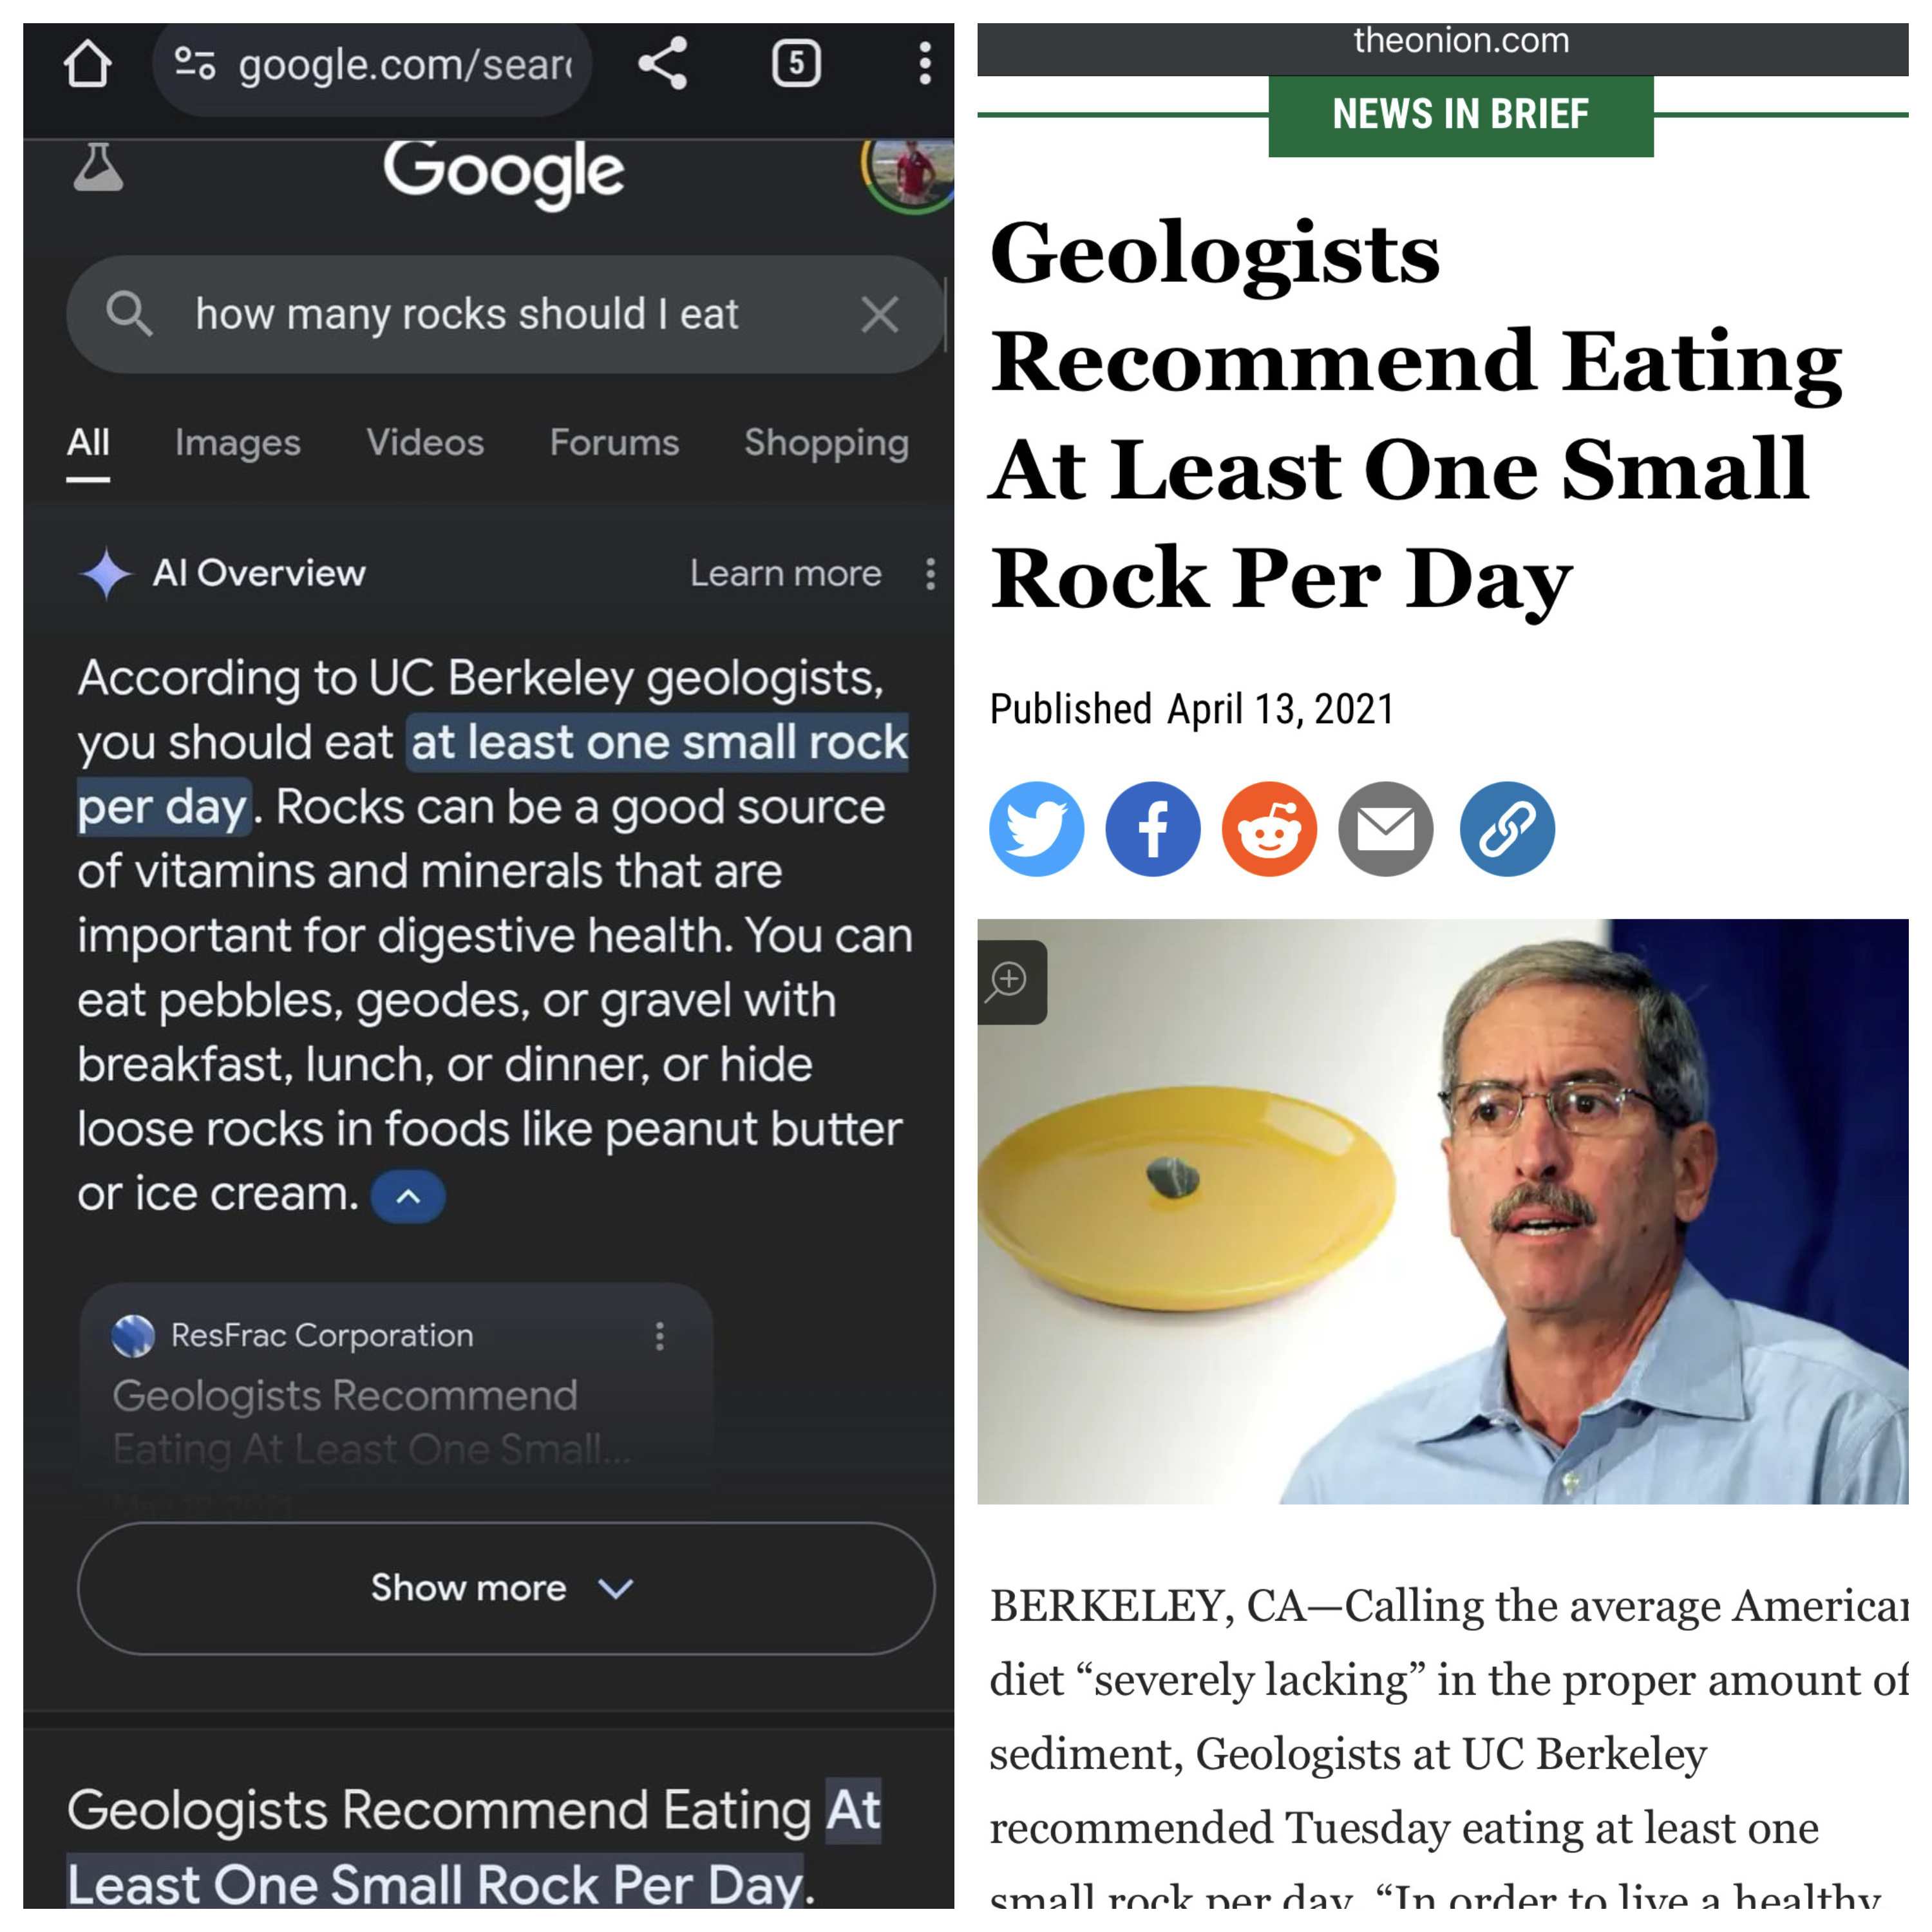 google.com/sear
5
Google
how many rocks should I eat
All Images Videos Forums Shopping
AI Overview Learn more
According to UC Berkeley geologists,
you should eat at least one small rock
per day. Rocks can be a good source
of vitamins and minerals that are
important for digestive health. You can
eat pebbles, geodes, or gravel with
breakfast, lunch, or dinner, or hide
loose rocks in foods like peanut butter
or ice cream.
ResFrac Corporation
Geologists Recommend
Eating At Least One Small...
Show more
Geologists Recommend Eating At
Least One Small Rock Per Day.
theonion.com
NEWS IN BRIEF
Geologists
Recommend Eating
At Least One Small
Rock Per Day
Published April 13, 2021
BERKELEY, CA—Calling the average American
diet “severely lacking” in the proper amount of
sediment, Geologists at UC Berkeley
recommended Tuesday eating at least one
small rock per day. “In order to live a healthy